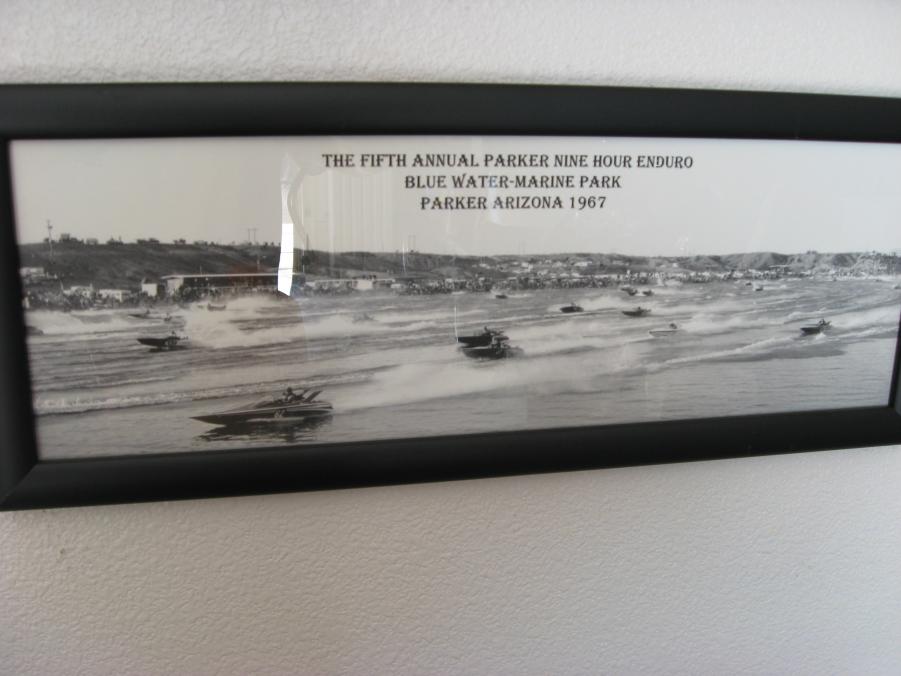 THE FIFTH ANNUAL PARKER NINE HOUR ENDURO
BLUE WATER-MARINE PARK
PARKER ARIZONA 1967